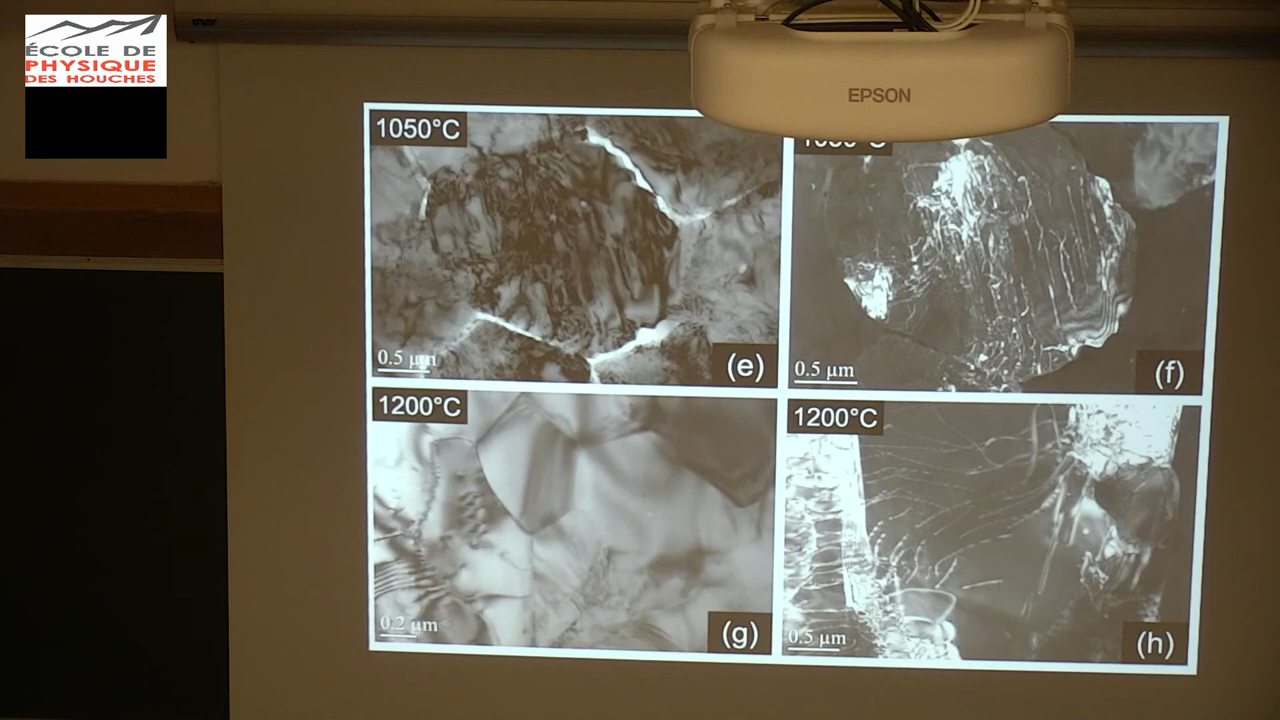 ÉCOLE DE
PHYSIQUE
DES HOUCHES
EPSON
1050°C
1050°C
0.5 µm
(e)
0.5 µm
(f)
1200°C
1200°C
0.2 µm
(g)
0.5 µm
(h)